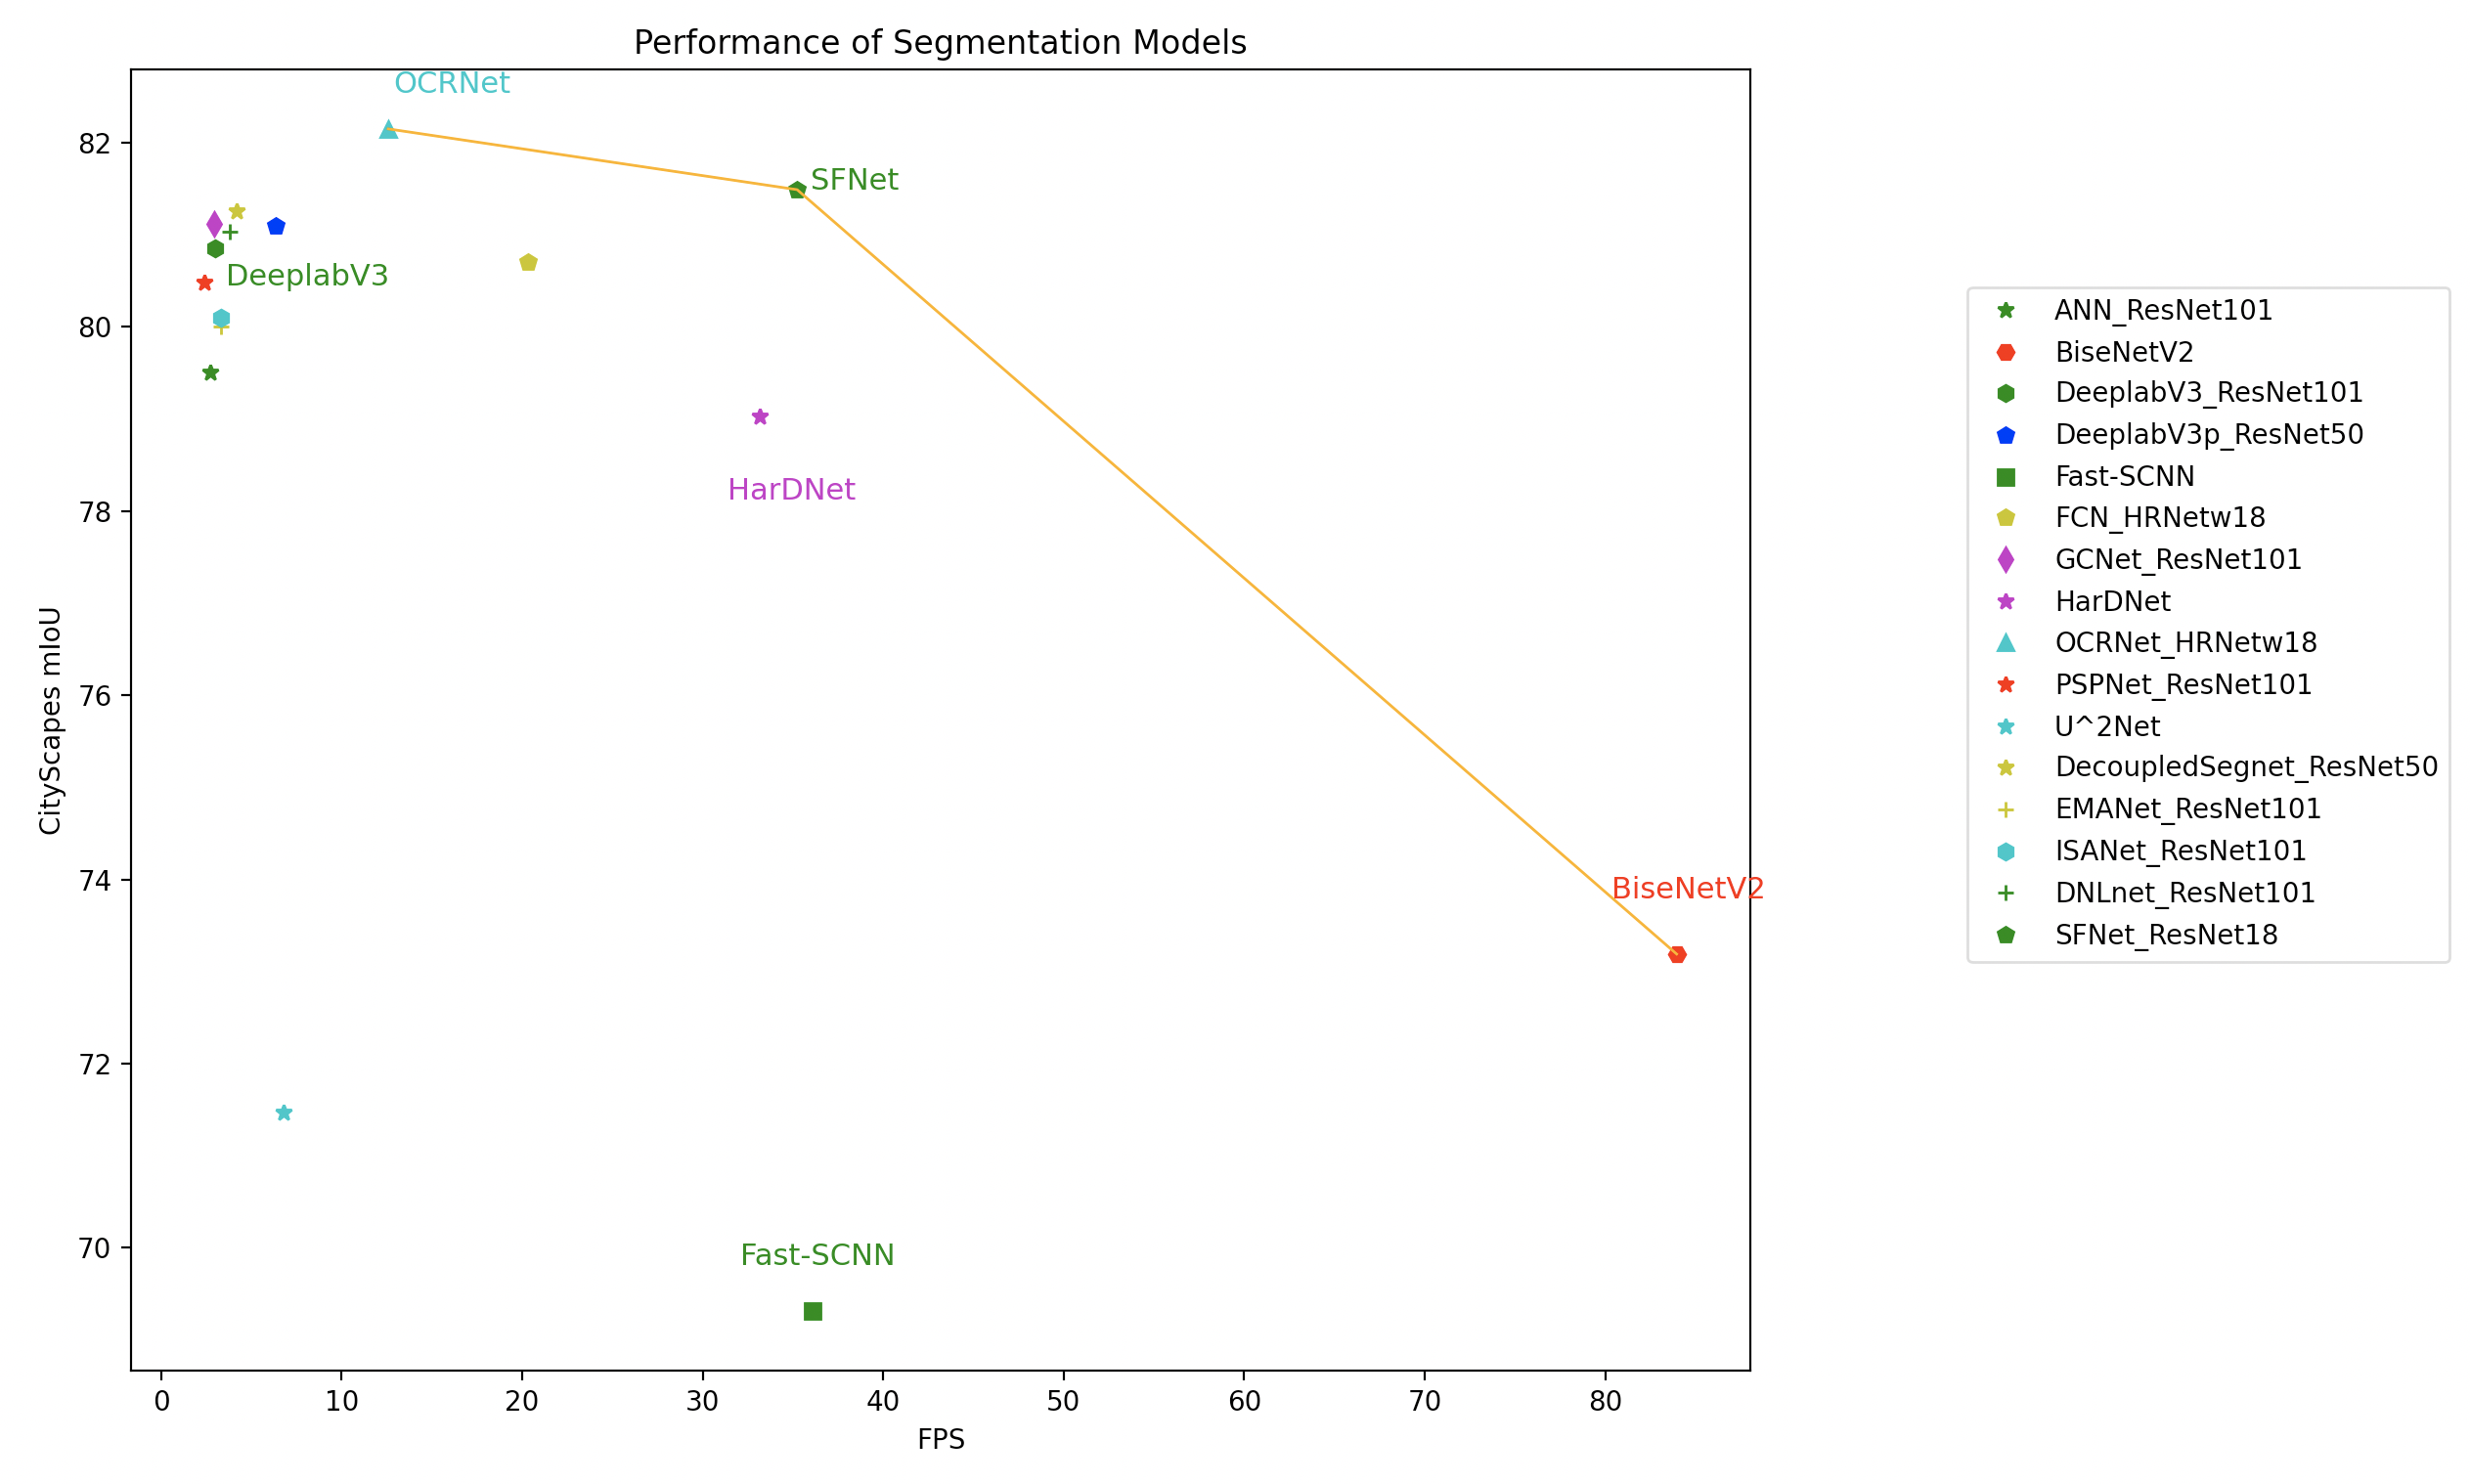 Performance of Segmentation Models
OCRNet
SFNet
DeeplabV3
HarDNet
BiseNetV2
Fast-SCNN
CityScapes mIoU
82
80
78
76
74
72
70
0 10 20 30 40 50 60 70 80
FPS
ANN_ResNet101
BiseNetV2
DeeplabV3_ResNet101
DeeplabV3p_ResNet50
Fast-SCNN
FCN_HRNetw18
GCNet_ResNet101
HarDNet
OCRNet_HRNetw18
PSPNet_ResNet101
U^2Net
DecoupledSegnet_ResNet50
EMANet_ResNet101
ISANet_ResNet101
DNLnet_ResNet101
SFNet_ResNet18